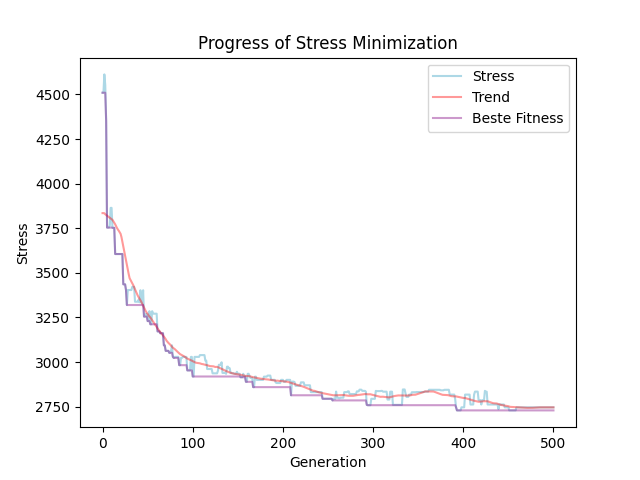 Progress of Stress Minimization
Stress
Trend
Beste Fitness
4500
4250
4000
3750
3500
3250
3000
2750
Stress
0 100 200 300 400 500
Generation